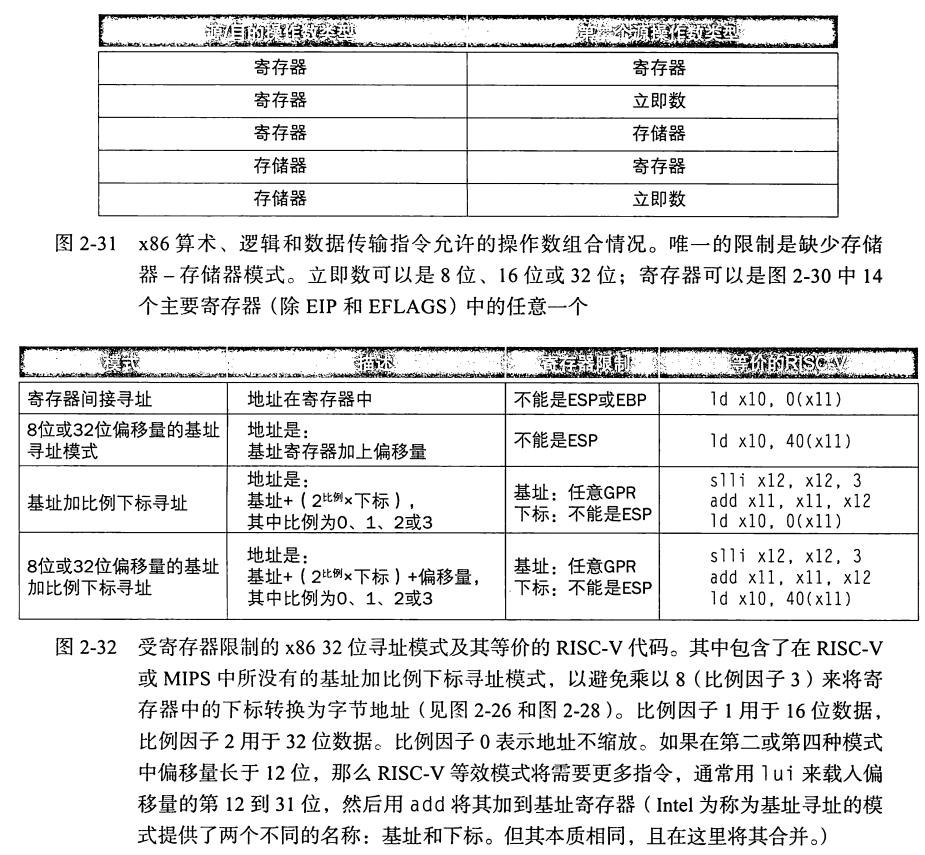 源/目的操作数类型 第二个源操作数类型
寄存器 寄存器
寄存器 立即数
寄存器 存储器
存储器 寄存器
存储器 立即数
图 2-31 x86 算术、逻辑和数据传输指令允许的操作数组合情况。唯一的限制是缺少存储
器 – 存储器模式。立即数可以是 8 位、16 位或 32 位；寄存器可以是图 2-30 中 14
个主要寄存器（除 EIP 和 EFLAGS）中的任意一个
模式 描述 寄存器限制 等价的RISC-V
寄存器间接寻址 地址在寄存器中 不能是ESP或EBP ld x10, 0(x11)
8位或32位偏移量的基址
寻址模式
地址是：
基址寄存器加上偏移量
不能是ESP
ld x10, 40(x11)
基址加比例下标寻址
地址是：
基址+（2比例×下标），
其中比例为0、1、2或3
基址：任意GPR
下标：不能是ESP
slli x12, x12, 3
add x11, x11, x12
ld x10, 0(x11)
8位或32位偏移量的基址
加比例下标寻址
地址是：
基址+（2比例×下标）+偏移量，
其中比例为0、1、2或3
基址：任意GPR
下标：不能是ESP
slli x12, x12, 3
add x11, x11, x12
ld x10, 40(x11)
图 2-32 受寄存器限制的 x86 32 位寻址模式及其等价的 RISC-V 代码。其中包含了在 RISC-V
或 MIPS 中所没有的基址加比例下标寻址模式，以避免乘以 8（比例因子 3）来将寄
存器中的下标转换为字节地址（见图 2-26 和图 2-28）。比例因子 1 用于 16 位数据，
比例因子 2 用于 32 位数据。比例因子 0 表示地址不缩放。如果在第二或第四种模式
中偏移量长于 12 位，那么 RISC-V 等效模式将需要更多指令，通常用 lui 来载入偏
移量的第 12 到 31 位，然后用 add 将其加到基址寄存器（Intel 为称为基址寻址的模
式提供了两个不同的名称：基址和下标。但其本质相同，且在这里将其合并。）